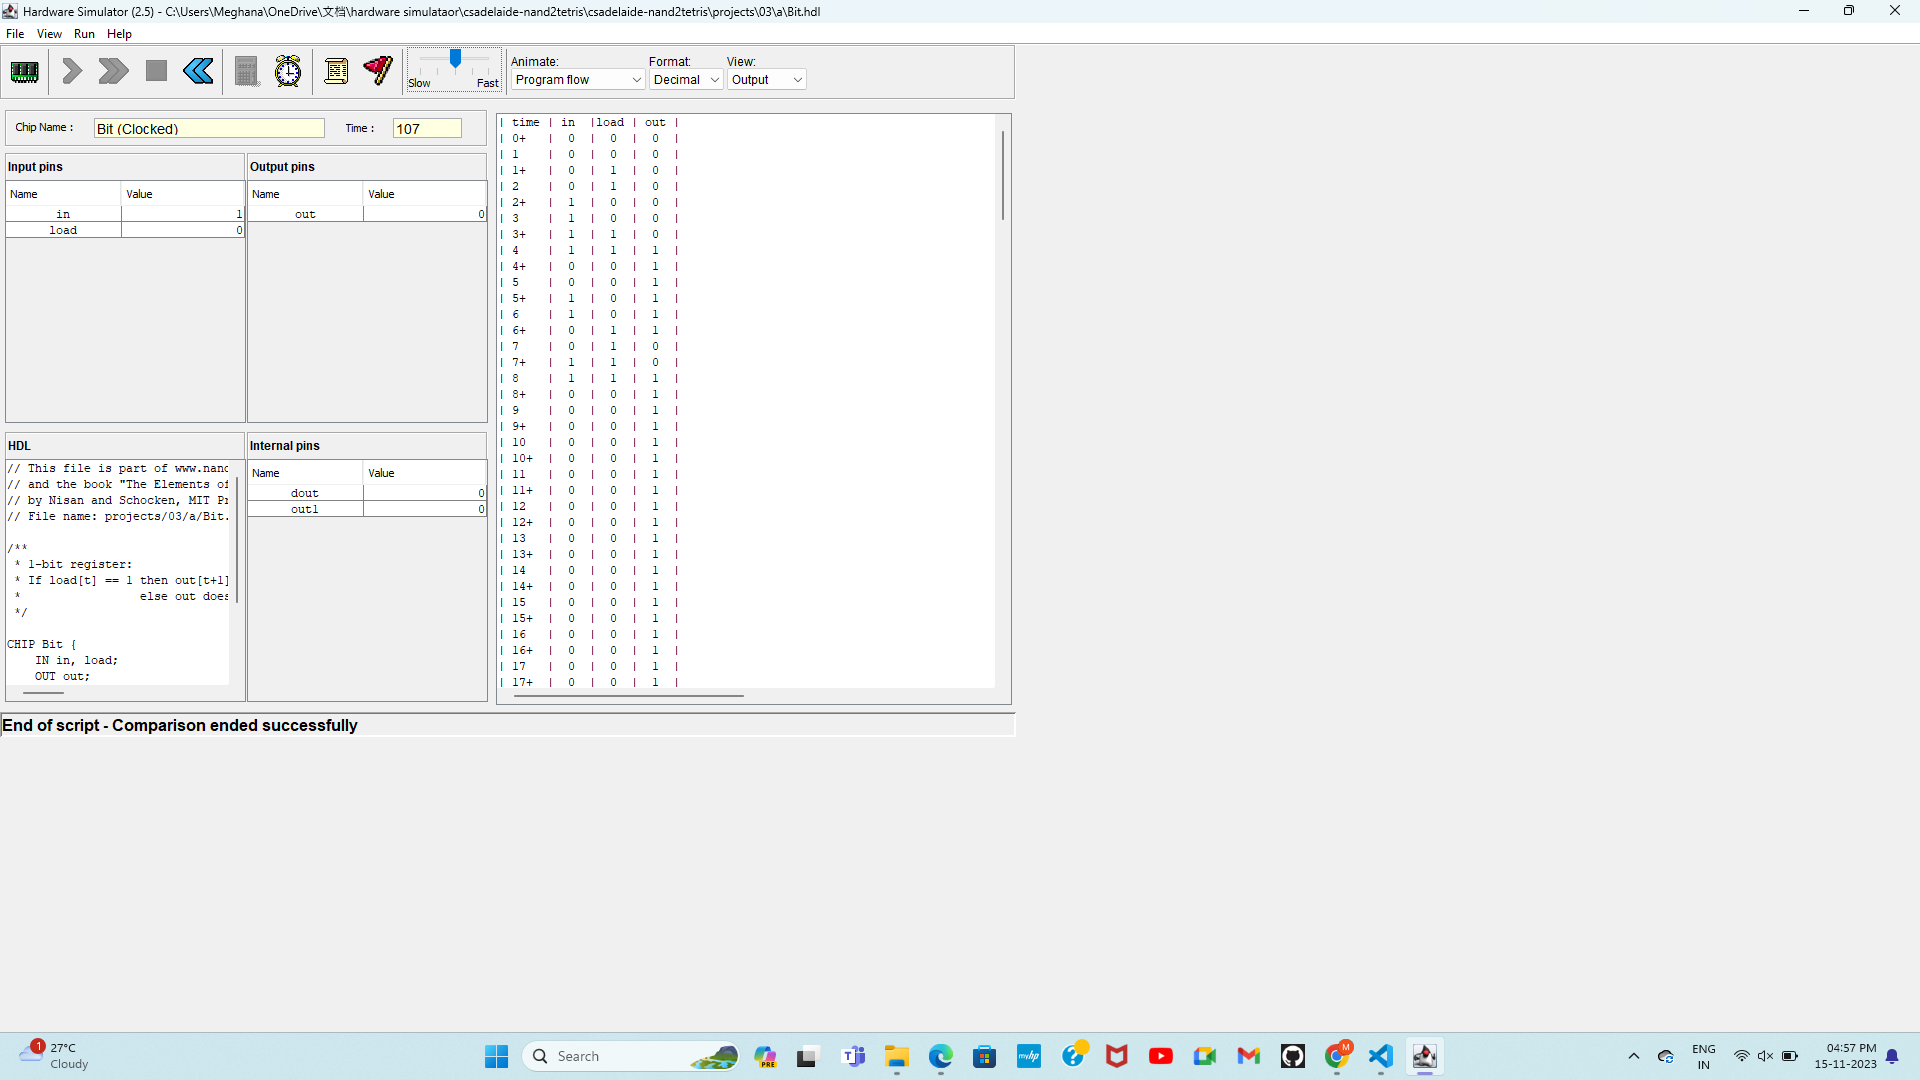 Hardware Simulator (2.5) - C:\Users\Meghana\OneDrive\文档\hardware simulataor\csadelaide-nand2tetris\csadelaide-nand2tetris\projects\03\a\Bit.hdl
File View Run Help
Slow Fast
Animate: Format: View:
Program flow Decimal Output
Chip Name : Bit (Clocked) Time : 107
Input pins
Name Value
in 1
load 0
Output pins
Name Value
out 0
HDL
// This file is part of www.nand
// and the book "The Elements of
// by Nisan and Schocken, MIT Pr
// File name: projects/03/a/Bit.
/**
* 1-bit register:
* If load[t] == 1 then out[t+1]
* else out does
*/
CHIP Bit {
IN in, load;
OUT out;
Internal pins
Name Value
dout 0
out1 0
| time | in |load | out |
| 0+ | 0 | 0 | 0 |
| 1 | 0 | 0 | 0 |
| 1+ | 0 | 1 | 0 |
| 2 | 0 | 1 | 0 |
| 2+ | 1 | 0 | 0 |
| 3 | 1 | 0 | 0 |
| 3+ | 1 | 1 | 0 |
| 4 | 1 | 1 | 1 |
| 4+ | 0 | 0 | 1 |
| 5 | 0 | 0 | 1 |
| 5+ | 1 | 0 | 1 |
| 6 | 1 | 0 | 1 |
| 6+ | 0 | 1 | 1 |
| 7 | 0 | 1 | 0 |
| 7+ | 1 | 1 | 0 |
| 8 | 1 | 1 | 1 |
| 8+ | 0 | 0 | 1 |
| 9 | 0 | 0 | 1 |
| 9+ | 0 | 0 | 1 |
| 10 | 0 | 0 | 1 |
| 10+ | 0 | 0 | 1 |
| 11 | 0 | 0 | 1 |
| 11+ | 0 | 0 | 1 |
| 12 | 0 | 0 | 1 |
| 12+ | 0 | 0 | 1 |
| 13 | 0 | 0 | 1 |
| 13+ | 0 | 0 | 1 |
| 14 | 0 | 0 | 1 |
| 14+ | 0 | 0 | 1 |
| 15 | 0 | 0 | 1 |
| 15+ | 0 | 0 | 1 |
| 16 | 0 | 0 | 1 |
| 16+ | 0 | 0 | 1 |
| 17 | 0 | 0 | 1 |
| 17+ | 0 | 0 | 1 |
End of script - Comparison ended successfully
1
27°C
Cloudy
Search
PRE
myhp
M
ENG
IN
04:57 PM
15-11-2023